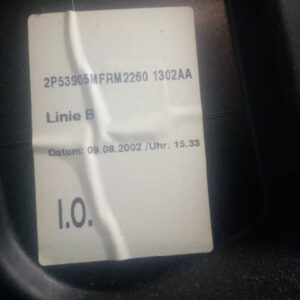 2P53905MFRM2260 1302AA
Linie B
Datum: 09.08.2002 /Uhr: 15.33
I.O.